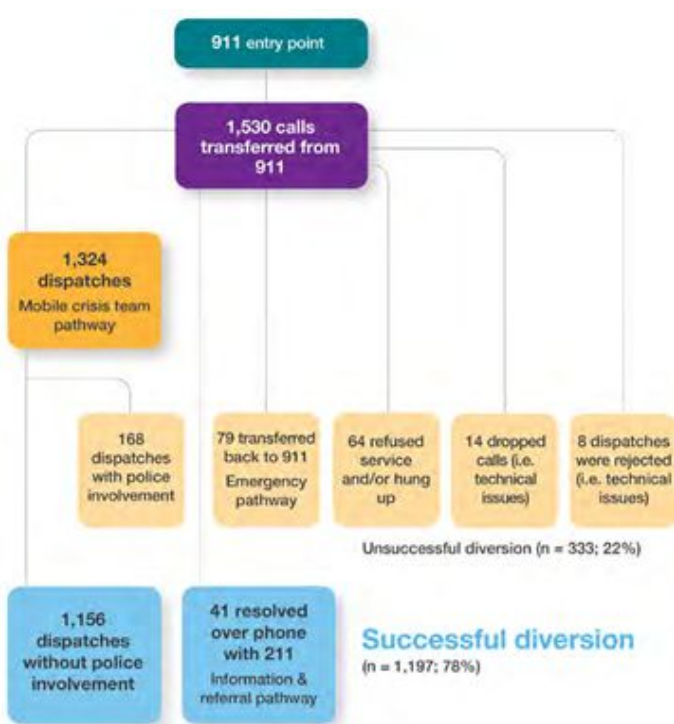 911 entry point
1,530 calls
transferred from
911
1,324
dispatches
Mobile crisis team
pathway
168
dispatches
with police
involvement
79 transferred
back to 911
Emergency
pathway
64 refused
service
and/or hung
up
14 dropped
calls (i.e.
technical
issues)
8 dispatches
were rejected
(i.e. technical
issues)
Unsuccessful diversion (n = 333; 22%)
1,156
dispatches
without police
involvement
41 resolved
over phone
with 211
Information &
referral pathway
Successful diversion
(n = 1,197; 78%)